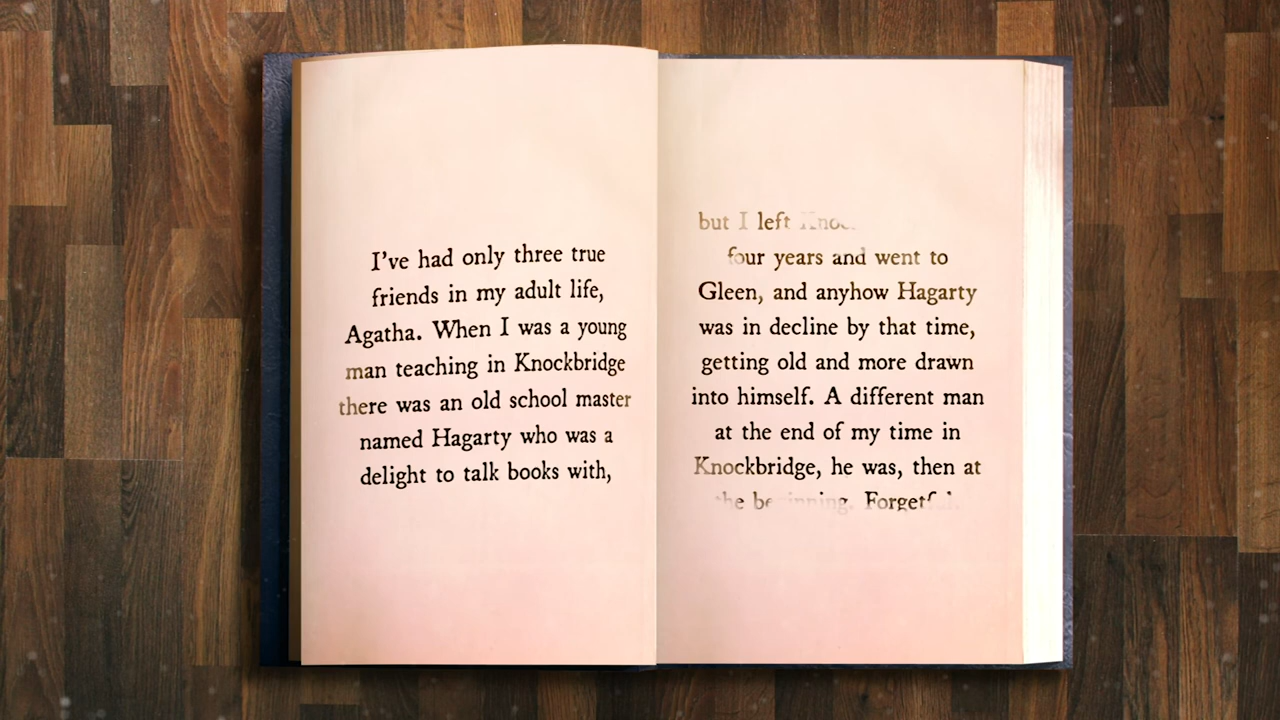 I've had only three true
friends in my adult life,
Agatha. When I was a young
man teaching in Knockbridge
there was an old school master
named Hagarty who was a
delight to talk books with,
but I left
four years and went to
Gleen, and anyhow Hagarty
was in decline by that time,
getting old and more drawn
into himself. A different man
at the end of my time in
Knockbridge, he was, then at
the beginning.